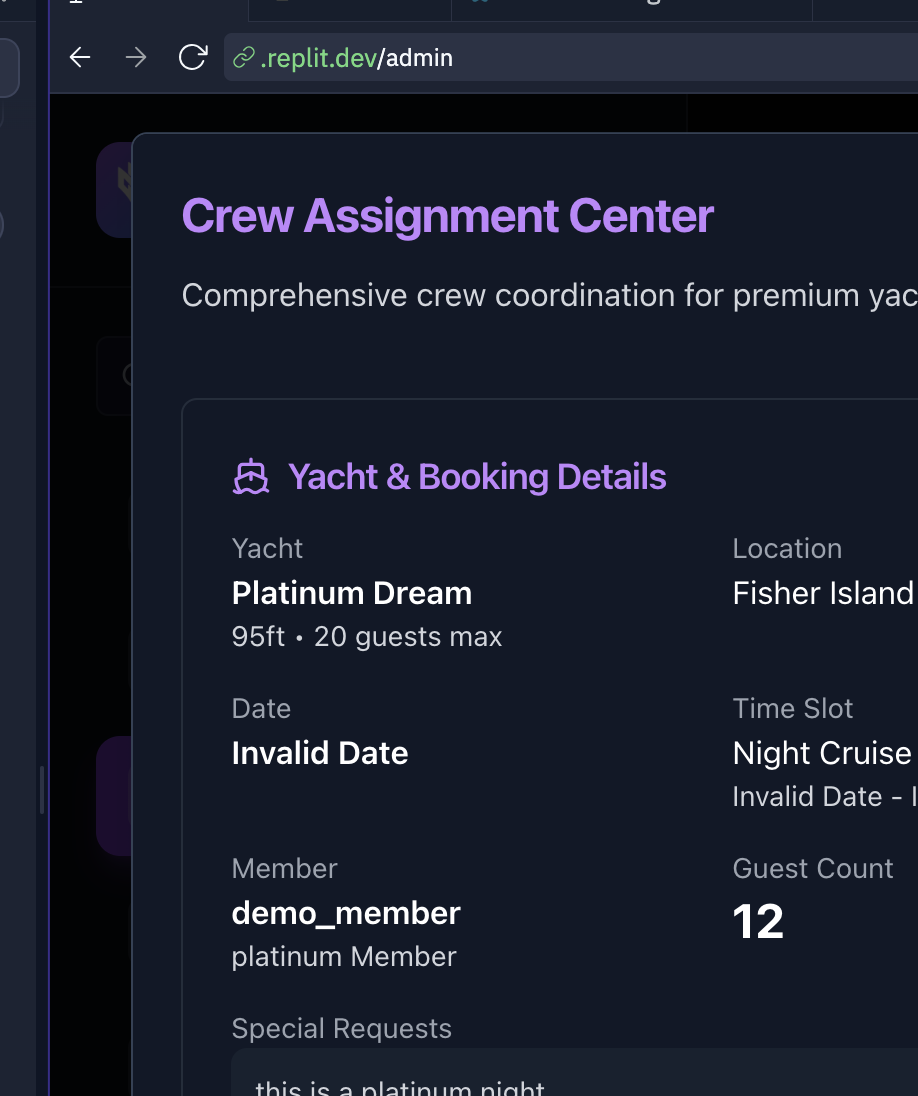 .replit.dev/admin
Crew Assignment Center
Comprehensive crew coordination for premium
Yacht & Booking Details
Yacht
Location
Platinum Dream
Fisher Island
95ft • 20 guests max
Date
Time Slot
Invalid Date
Night Cruise
Invalid Date -
Member
Guest Count
demo_member
12
platinum Member
Special Requests
this is a platinum night